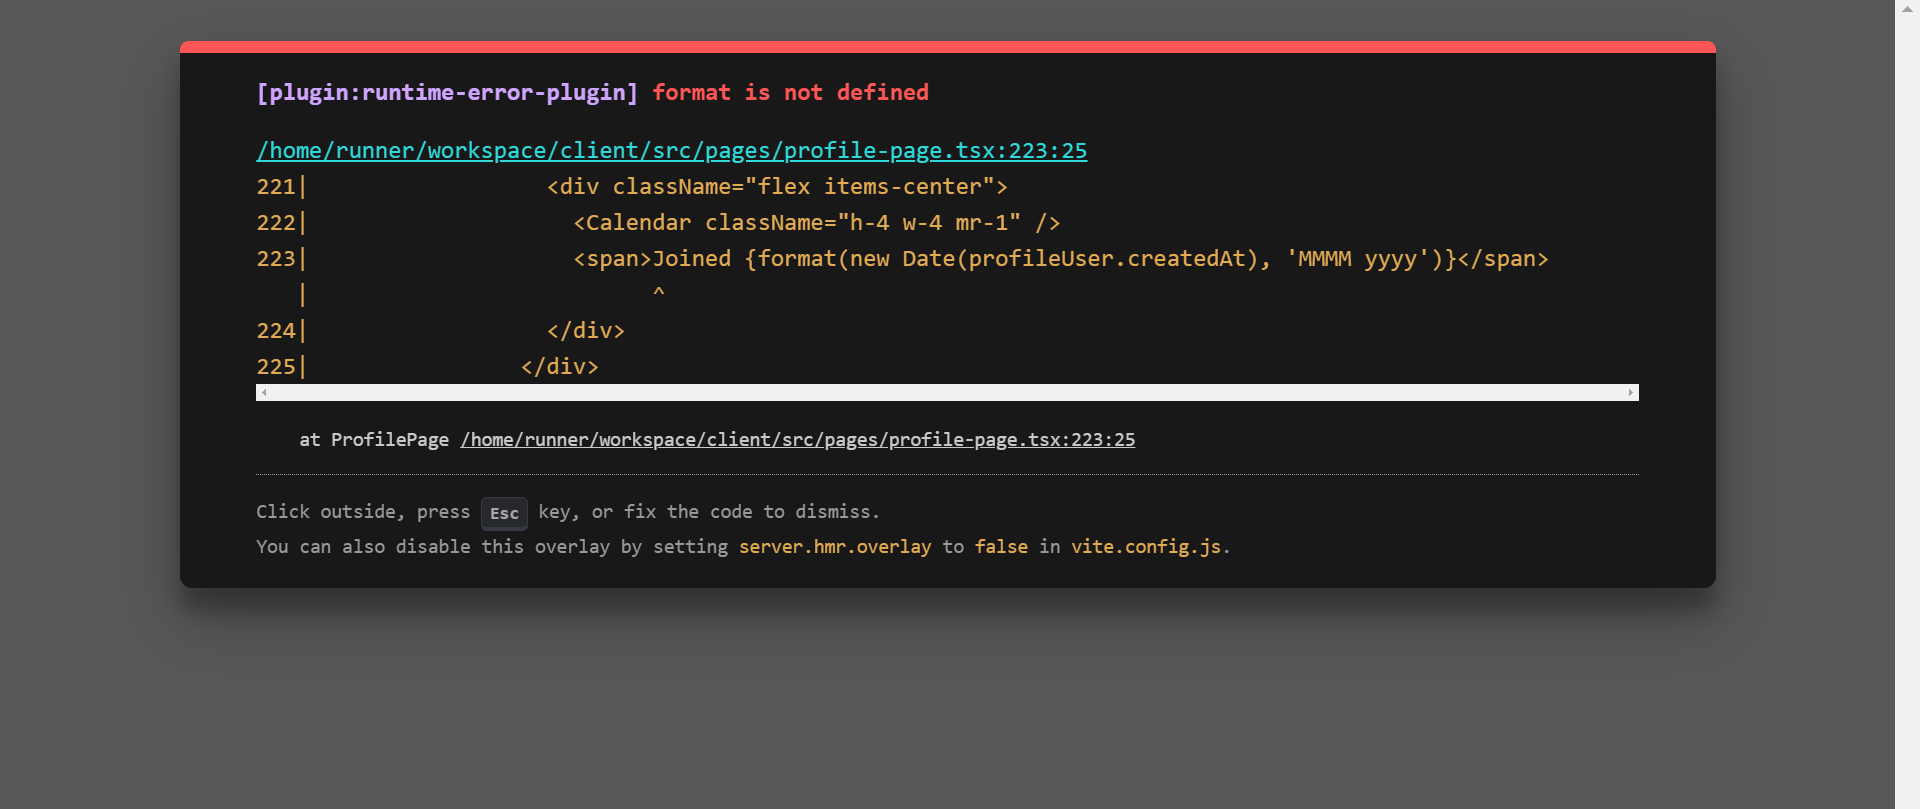 [plugin:runtime-error-plugin] format is not defined
/home/runner/workspace/client/src/pages/profile-page.tsx:223:25
221|                  <div className="flex items-center">
222|                    <Calendar className="h-4 w-4 mr-1" />
223|                    <span>Joined {format(new Date(profileUser.createdAt), 'MMMM yyyy')}</span>
   |                          ^
224|                  </div>
225|                </div>
at ProfilePage /home/runner/workspace/client/src/pages/profile-page.tsx:223:25
Click outside, press Esc key, or fix the code to dismiss.
You can also disable this overlay by setting server.hmr.overlay to false in vite.config.js.